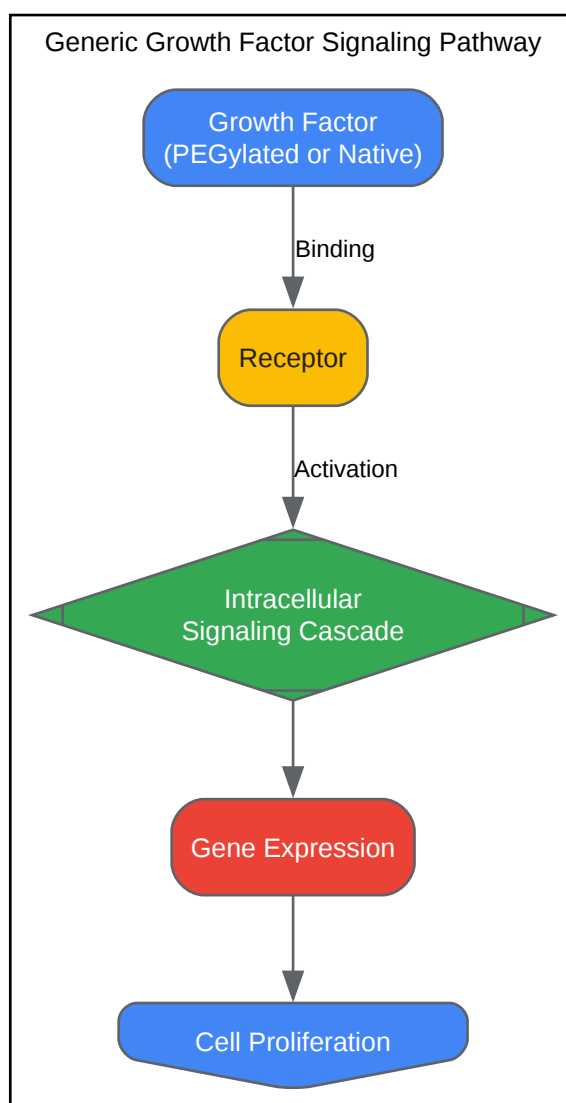 Generic Growth Factor Signaling Pathway
Growth Factor
(PEGylated or Native)
Binding
Receptor
Activation
Intracellular
Signaling Cascade
Gene Expression
Cell Proliferation